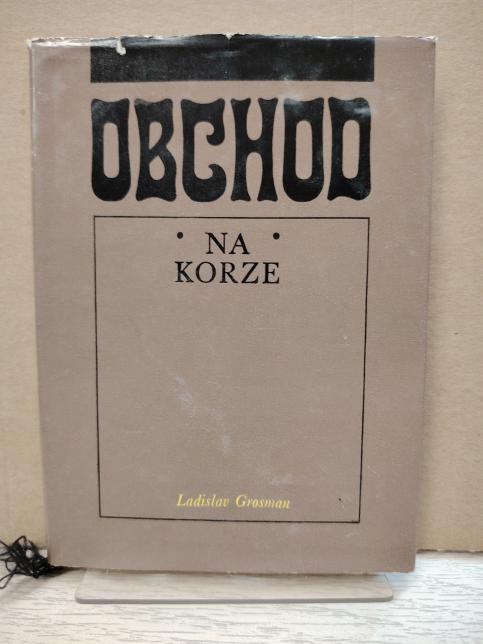 OBCHOD
• NA •
KORZE
Ladislav Grosman